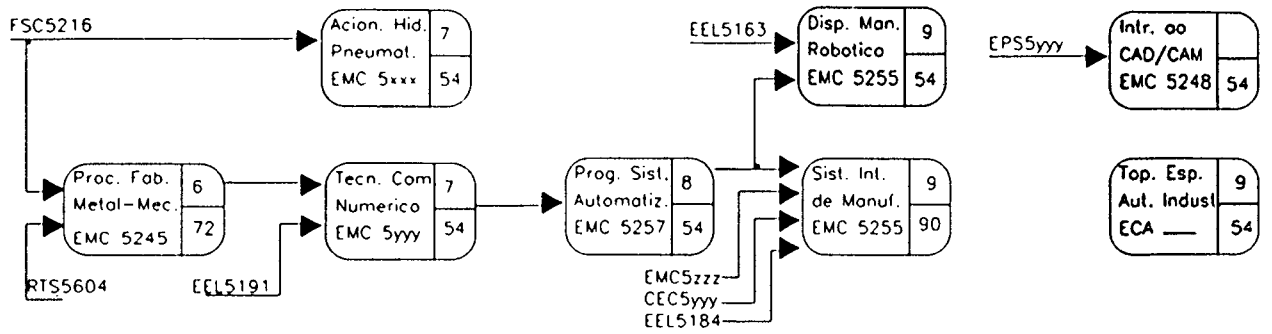 FSC5216
Acion. Hid.
Pneumat.
EMC 5xxx
7
54
EEL5163
Disp. Man.
Robotico
EMC 5255
9
54
EPS5yyy
Intr. ao
CAD/CAM
EMC 5248
54
Proc. Fab.
Metal-Mec.
EMC 5245
6
72
Tecn. Com
Numerico
EMC 5yyy
7
54
Prog. Sist.
Automatiz.
EMC 5257
8
54
Sist. Int.
de Manuf.
EMC 5255
9
90
Top. Esp.
Aut. Indust
ECA ___
9
54
RTS5604
EEL5191
EMC5zzz
CEC5yyy
EEL5184